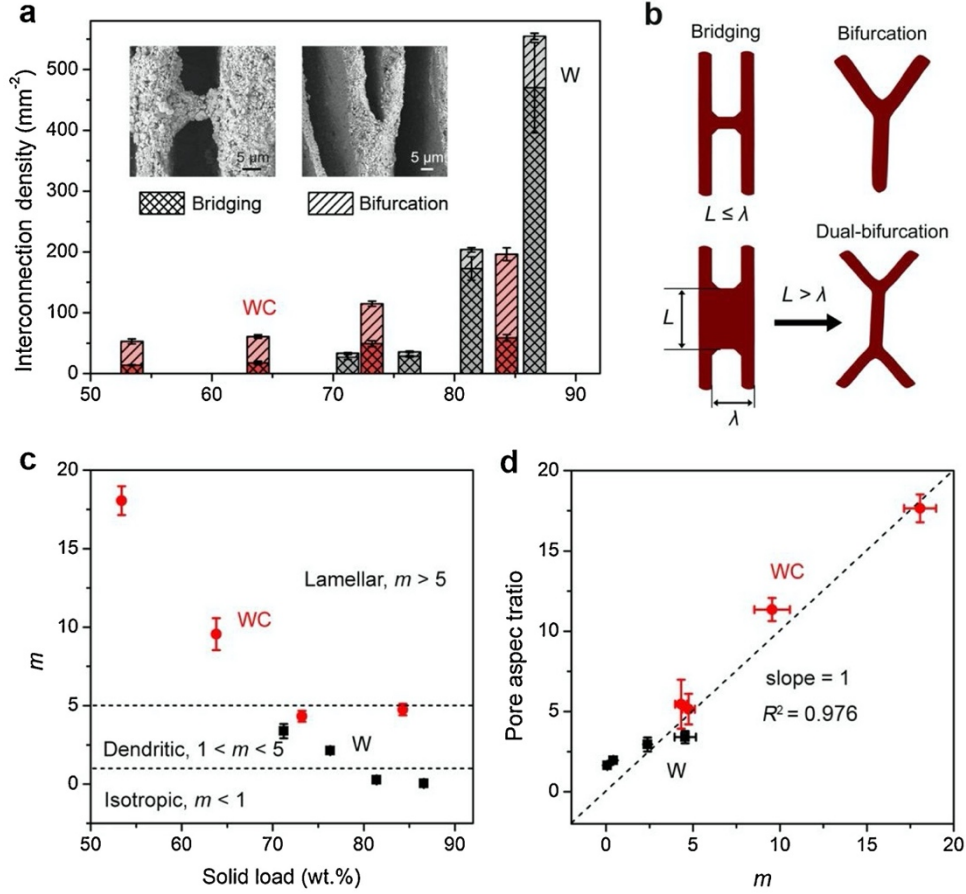 a
Interconnection density (mm⁻²)
500
400
300
200
100
0
50 60 70 80 90
5 μm
5 μm
Bridging
Bifurcation
WC
W
b
Bridging
Bifurcation
L ≤ λ
Dual-bifurcation
L
L > λ
λ
c
m
20
15
10
5
0
50 60 70 80 90
Solid load (wt.%)
Lamellar, m > 5
WC
Dendritic, 1 < m < 5
W
Isotropic, m < 1
d
Pore aspec tratio
20
15
10
5
0
0 5 10 15 20
m
WC
slope = 1
R² = 0.976
W